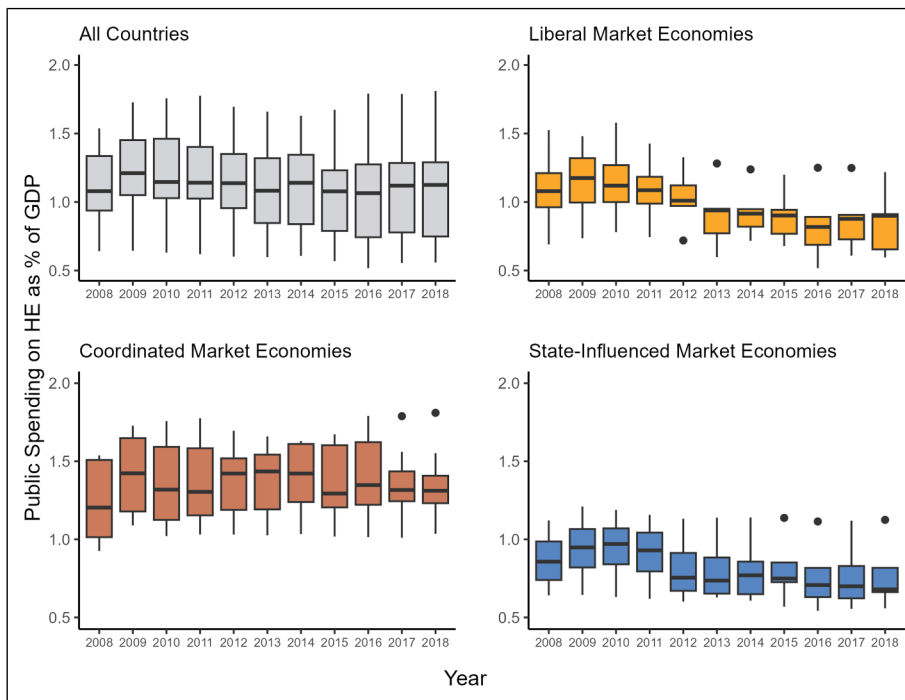 Public Spending on HE as % of GDP
All Countries
2.0
1.5
1.0
0.5
2008 2009 2010 2011 2012 2013 2014 2015 2016 2017 2018
Liberal Market Economies
2.0
1.5
1.0
0.5
2008 2009 2010 2011 2012 2013 2014 2015 2016 2017 2018
Coordinated Market Economies
2.0
1.5
1.0
0.5
2008 2009 2010 2011 2012 2013 2014 2015 2016 2017 2018
State-Influenced Market Economies
2.0
1.5
1.0
0.5
2008 2009 2010 2011 2012 2013 2014 2015 2016 2017 2018
Year